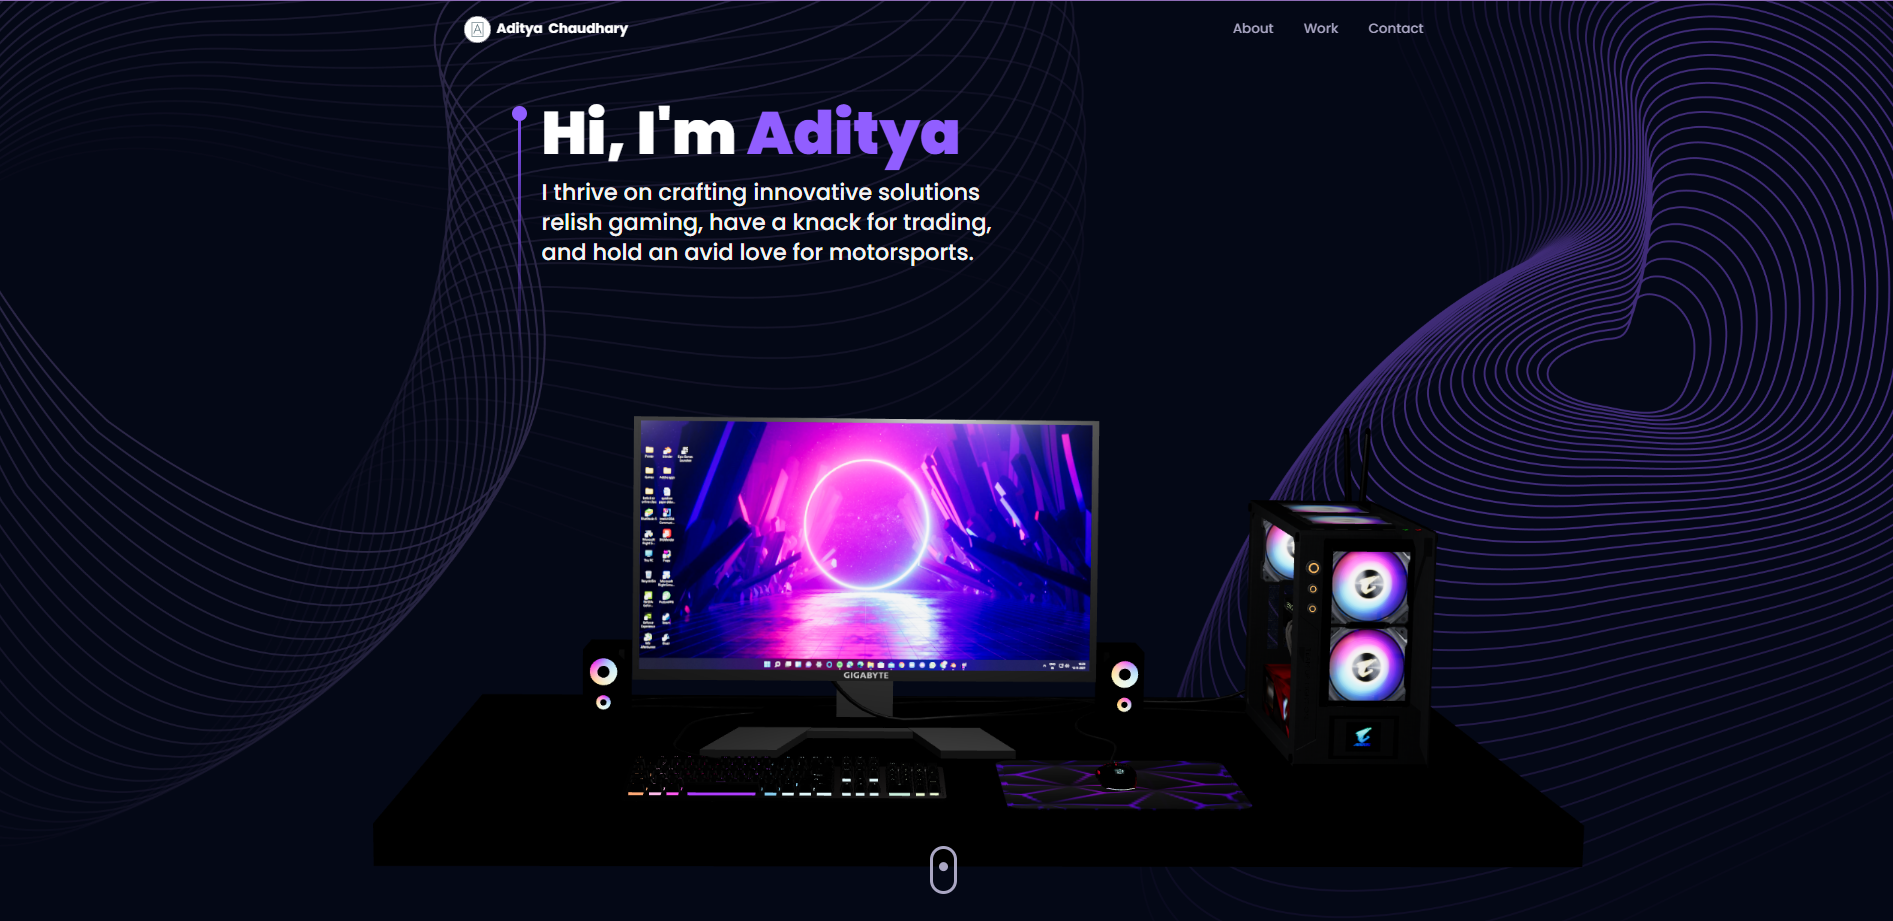 A
Aditya Chaudhary
About
Work
Contact
Hi, I'm Aditya
I thrive on crafting innovative solutions
relish gaming, have a knack for trading,
and hold an avid love for motorsports.
GIGABYTE